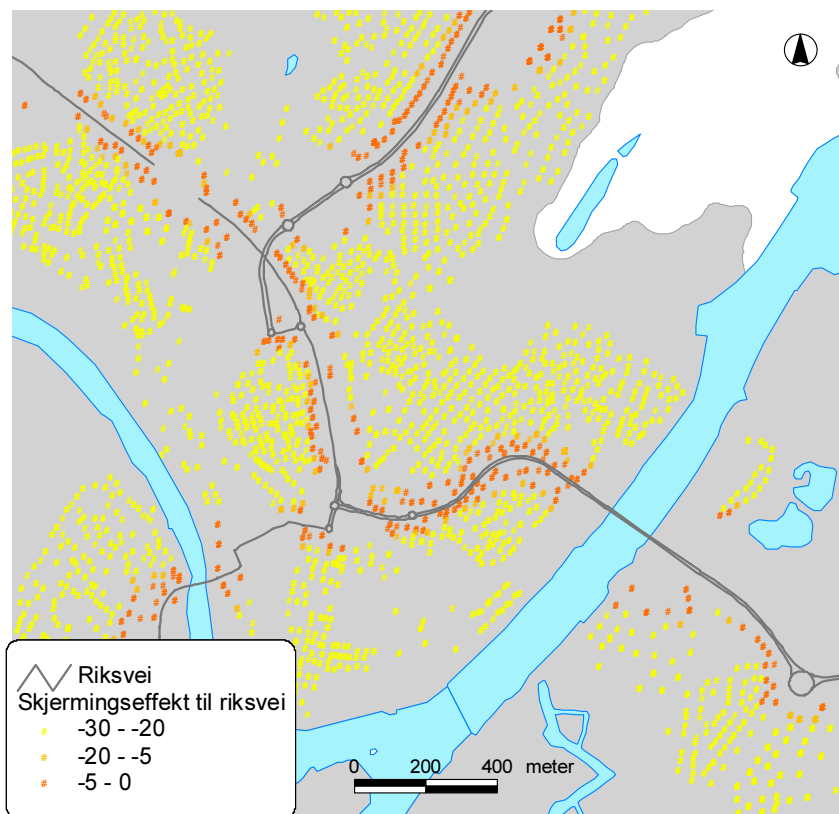 Riksvei
Skjermingseffekt til riksvei
-30 - -20
-20 - -5
-5 - 0
0 200 400 meter